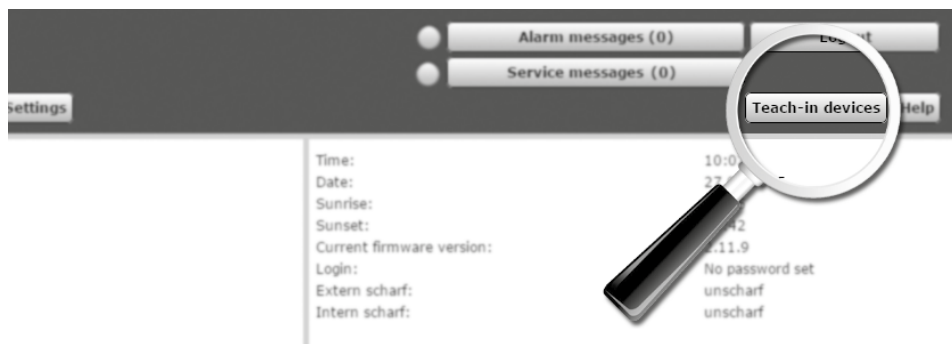 Alarm messages (0)
Service messages (0)
Settings
Teach-in devices
Help
Time:
Date:
Sunrise:
Sunset:
Current firmware version:
Login: No password set
Extern scharf: unscharf
Intern scharf: unscharf